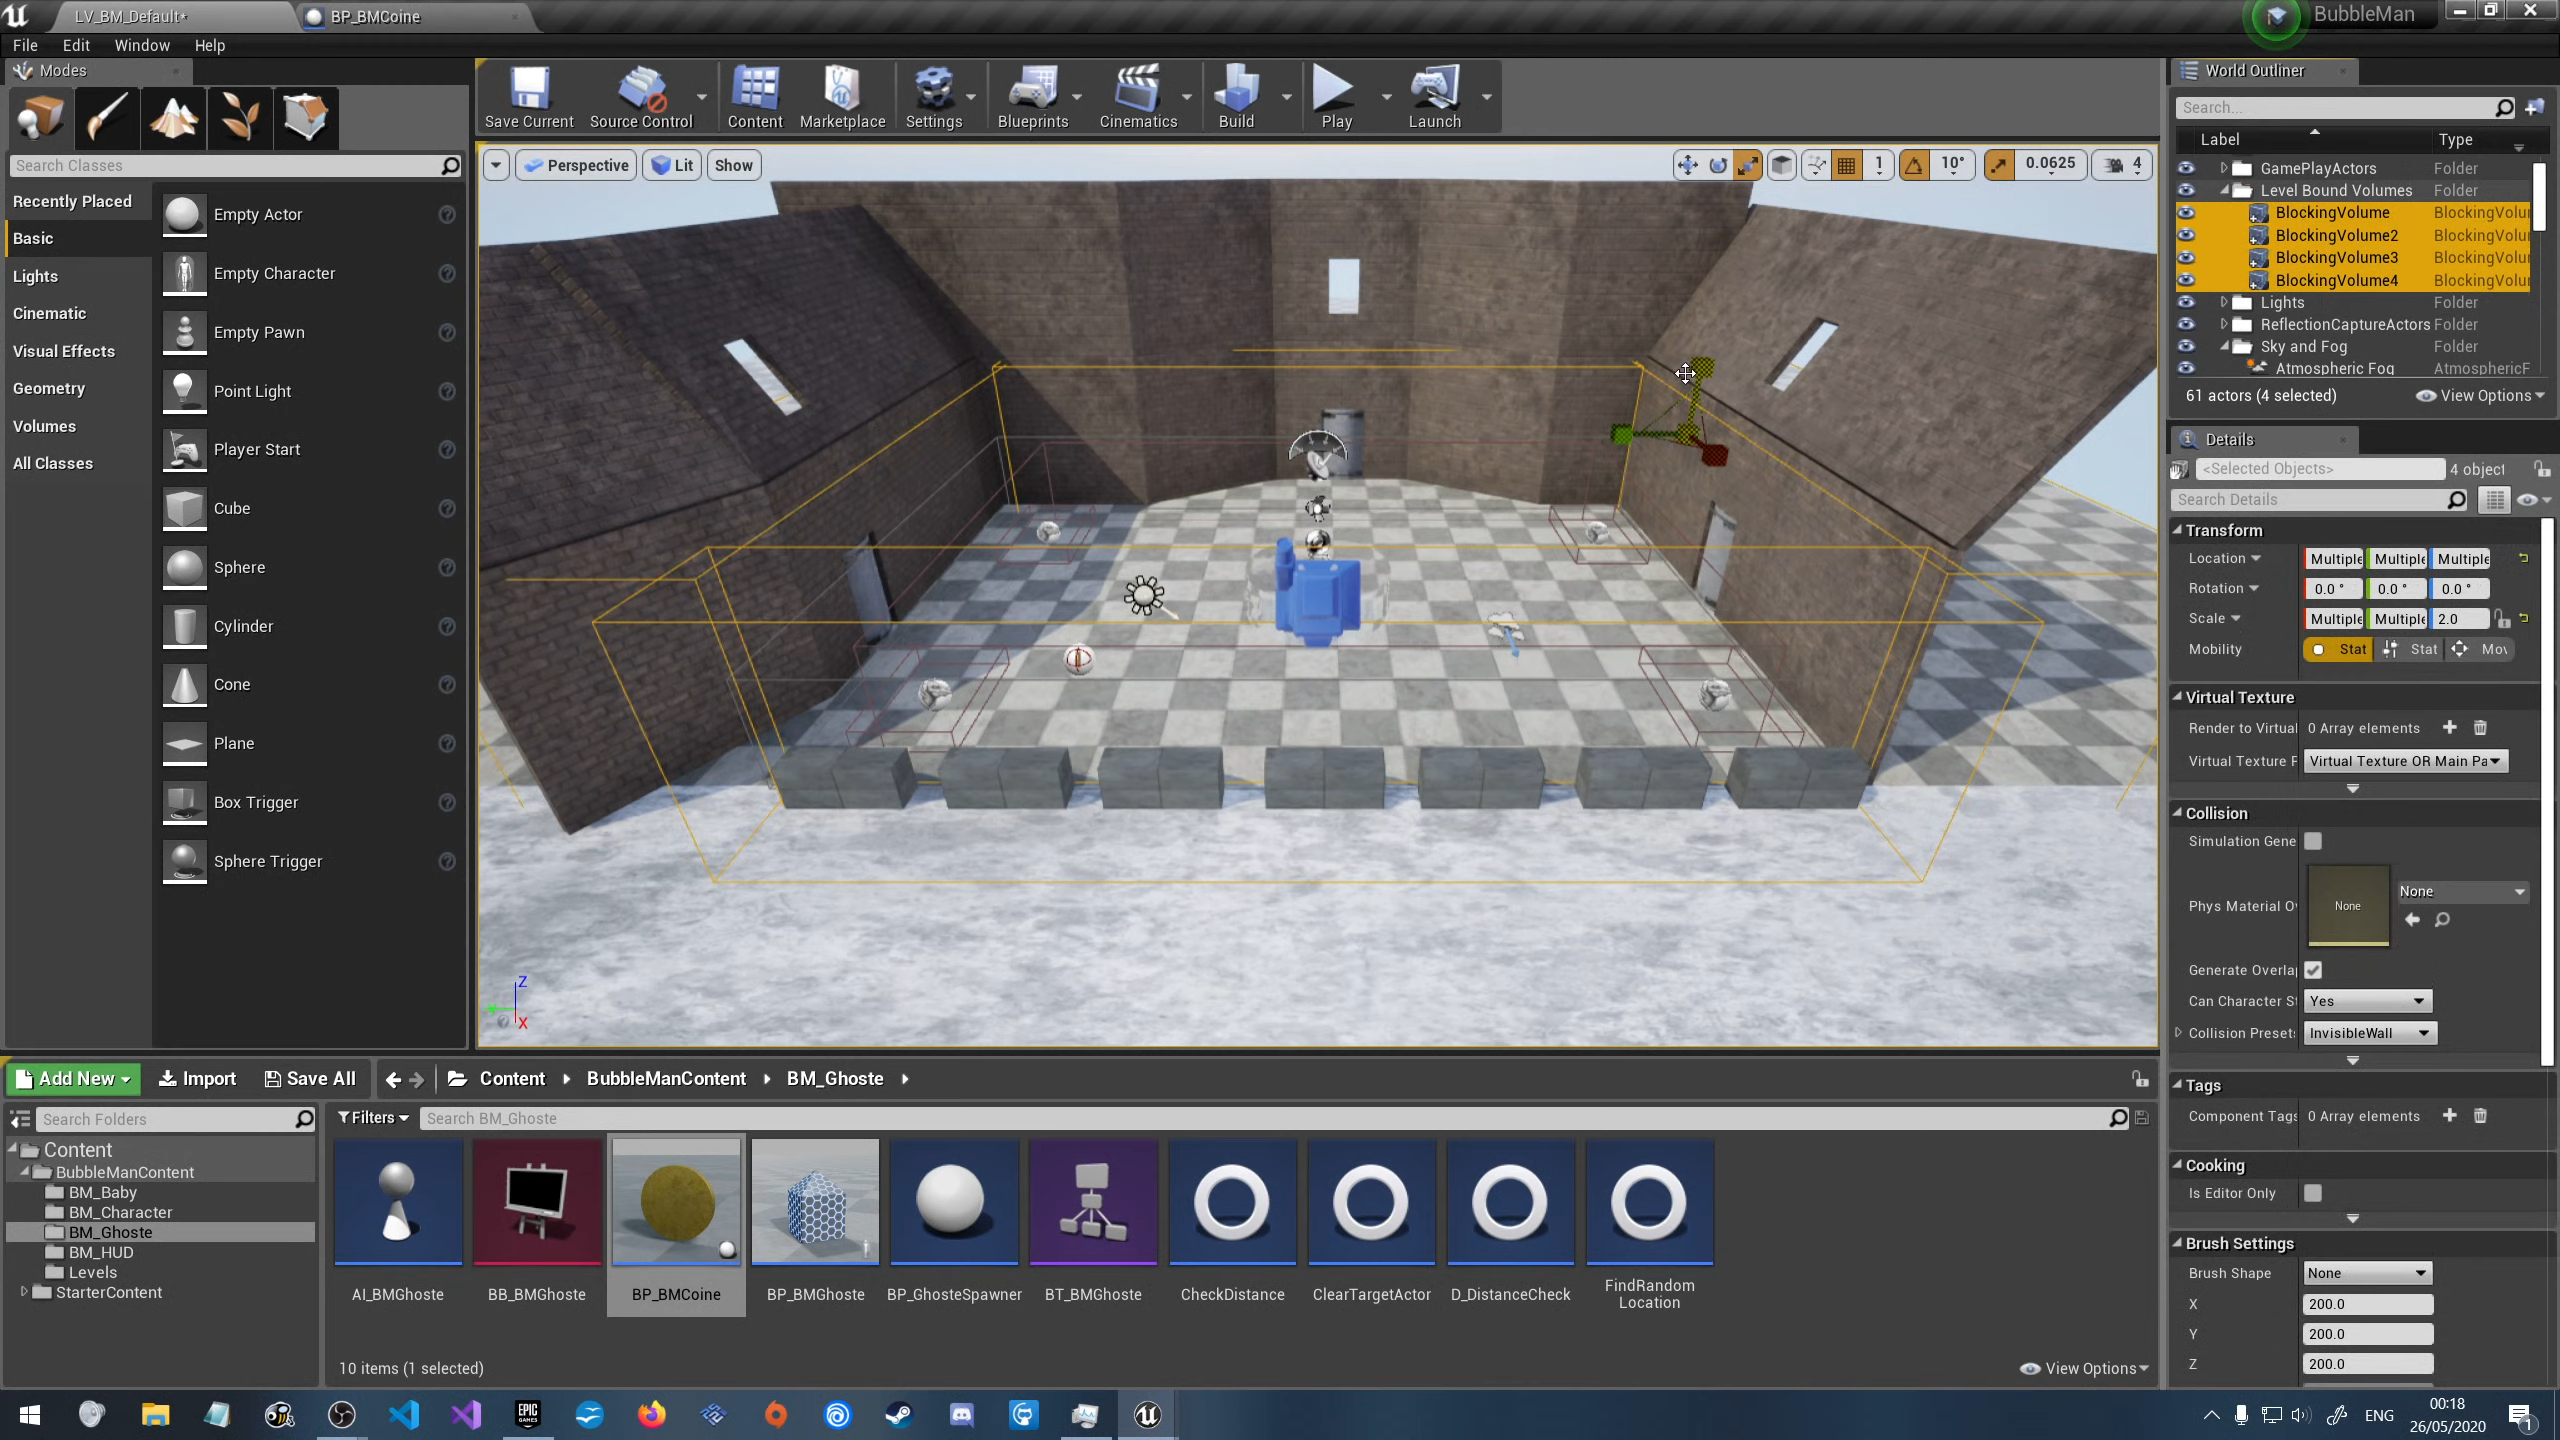 LV_BM_Default*
BP_BMCoine
BubbleMan
File Edit Window Help
Modes
Search Classes
Recently Placed
Basic
Lights
Cinematic
Visual Effects
Geometry
Volumes
All Classes
Empty Actor
Empty Character
Empty Pawn
Point Light
Player Start
Cube
Sphere
Cylinder
Cone
Plane
Box Trigger
Sphere Trigger
Save Current Source Control Content Marketplace Settings Blueprints Cinematics Build Play Launch
Perspective Lit Show
1 10° 0.0625 4
Z
X
World Outliner
Search...
Label Type
GamePlayActors Folder
Level Bound Volumes Folder
BlockingVolume BlockingVolu
BlockingVolume2 BlockingVolu
BlockingVolume3 BlockingVolu
BlockingVolume4 BlockingVolu
Lights Folder
ReflectionCaptureActors Folder
Sky and Fog Folder
Atmospheric Fog AtmosphericF
61 actors (4 selected) View Options
Details
<Selected Objects> 4 object
Search Details
Transform
Location Multiple Multiple Multiple
Rotation 0.0 ° 0.0 ° 0.0 °
Scale Multiple Multiple 2.0
Mobility Stat Stat Mov
Virtual Texture
Render to Virtual 0 Array elements
Virtual Texture P Virtual Texture OR Main Pa
Collision
Simulation Gene
Phys Material Ov None None
Generate Overla
Can Character S Yes
Collision Preset InvisibleWall
Tags
Component Tags 0 Array elements
Cooking
Is Editor Only
Brush Settings
Brush Shape None
X 200.0
Y 200.0
Z 200.0
Add New Import Save All Content BubbleManContent BM_Ghoste
Search Folders
Filters Search BM_Ghoste
Content
BubbleManContent
BM_Baby
BM_Character
BM_Ghoste
BM_HUD
Levels
StarterContent
AI_BMGhoste
BB_BMGhoste
BP_BMCoine
BP_BMGhoste
BP_GhosteSpawner
BT_BMGhoste
CheckDistance
ClearTargetActor
D_DistanceCheck
FindRandom
Location
10 items (1 selected) View Options
EPIC
GAMES
ENG
00:18
26/05/2020
1